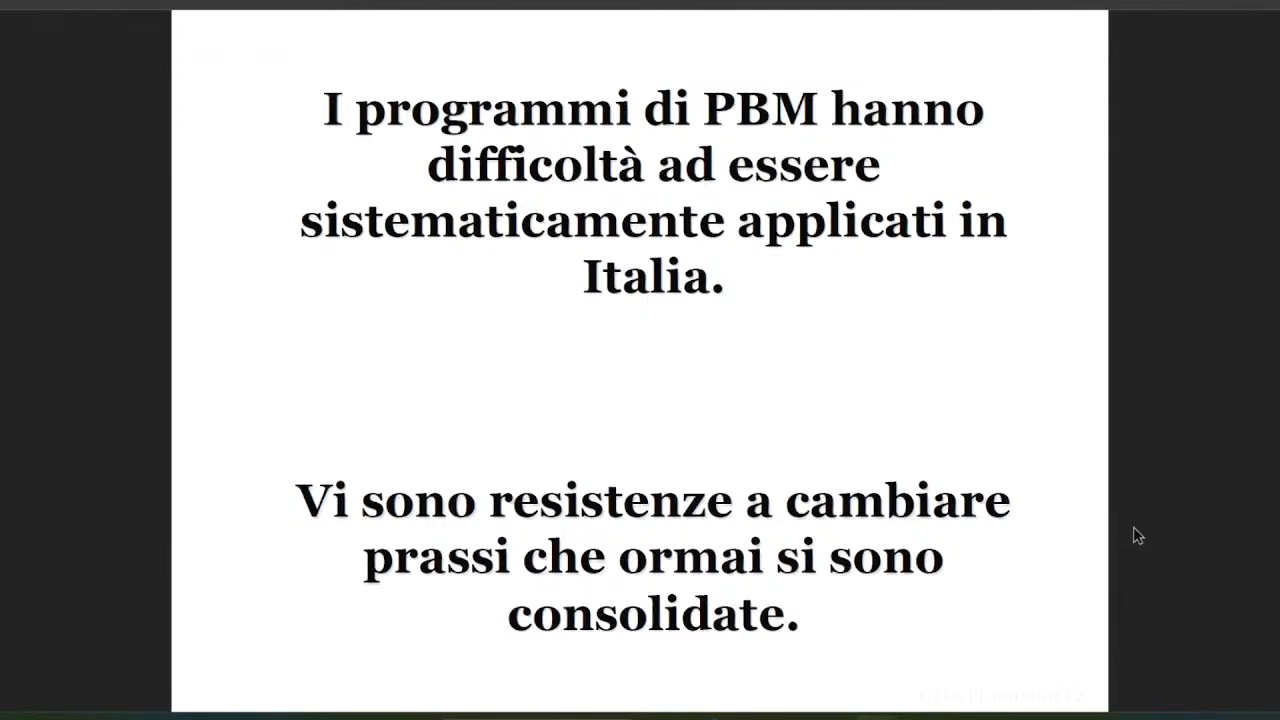 I programmi di PBM hanno
difficoltà ad essere
sistematicamente applicati in
Italia.
Vi sono resistenze a cambiare
prassi che ormai si sono
consolidate.